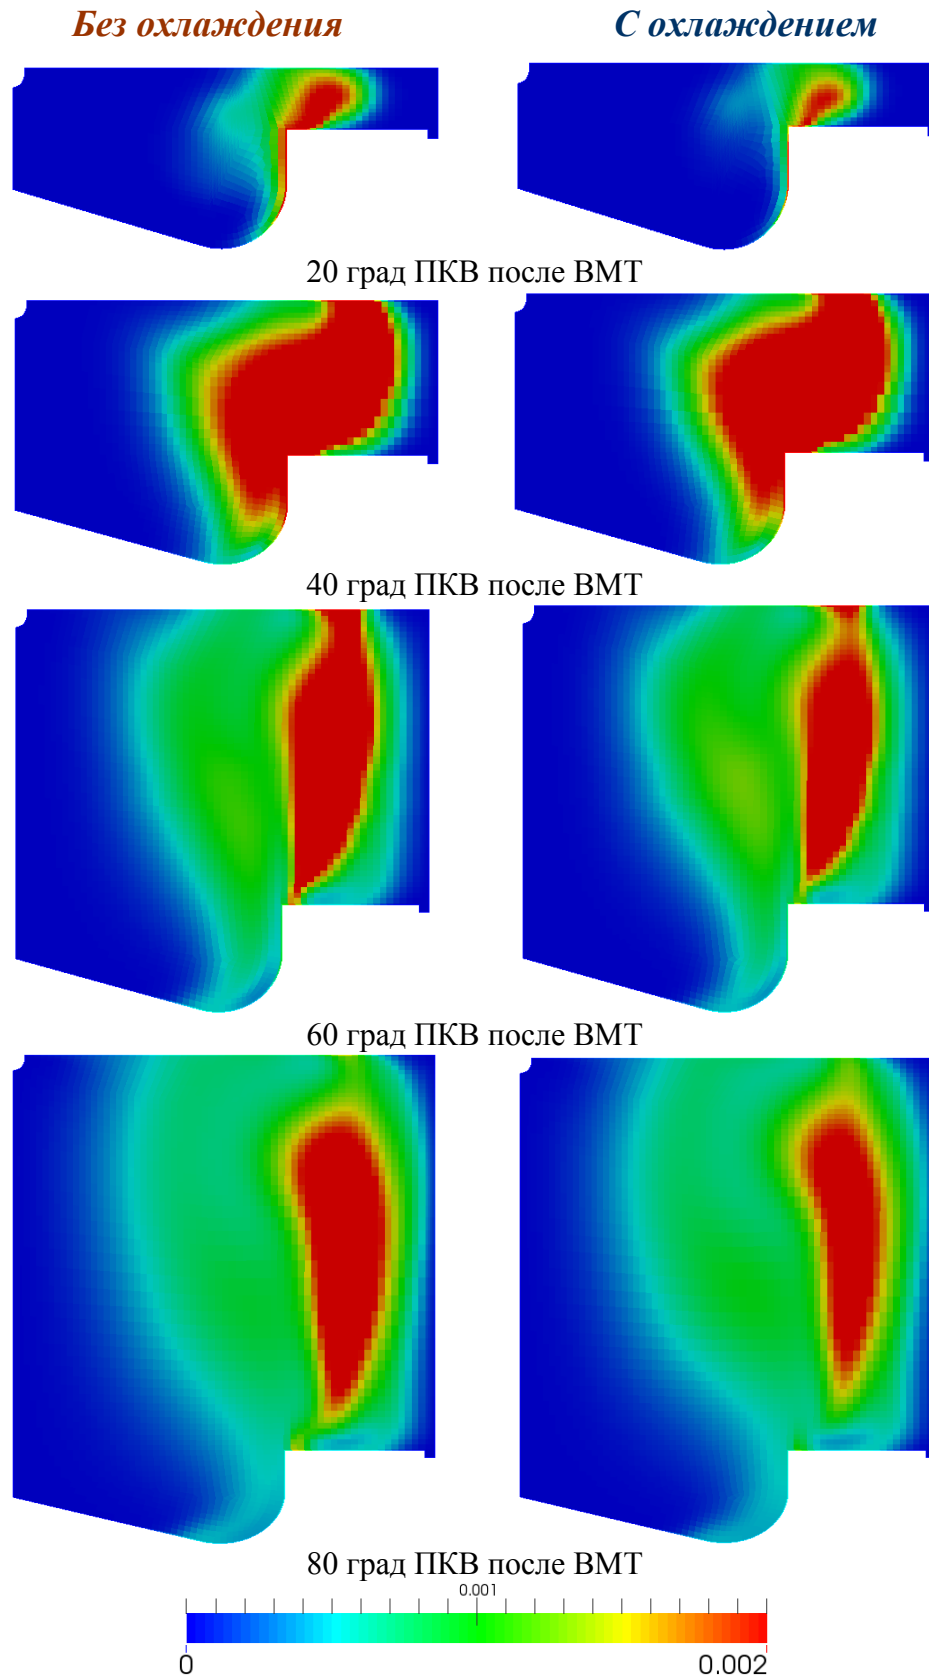 Без охлаждения
С охлаждением
20 град ПКВ после ВМТ
40 град ПКВ после ВМТ
60 град ПКВ после ВМТ
80 град ПКВ после ВМТ
0.001
0
0.002